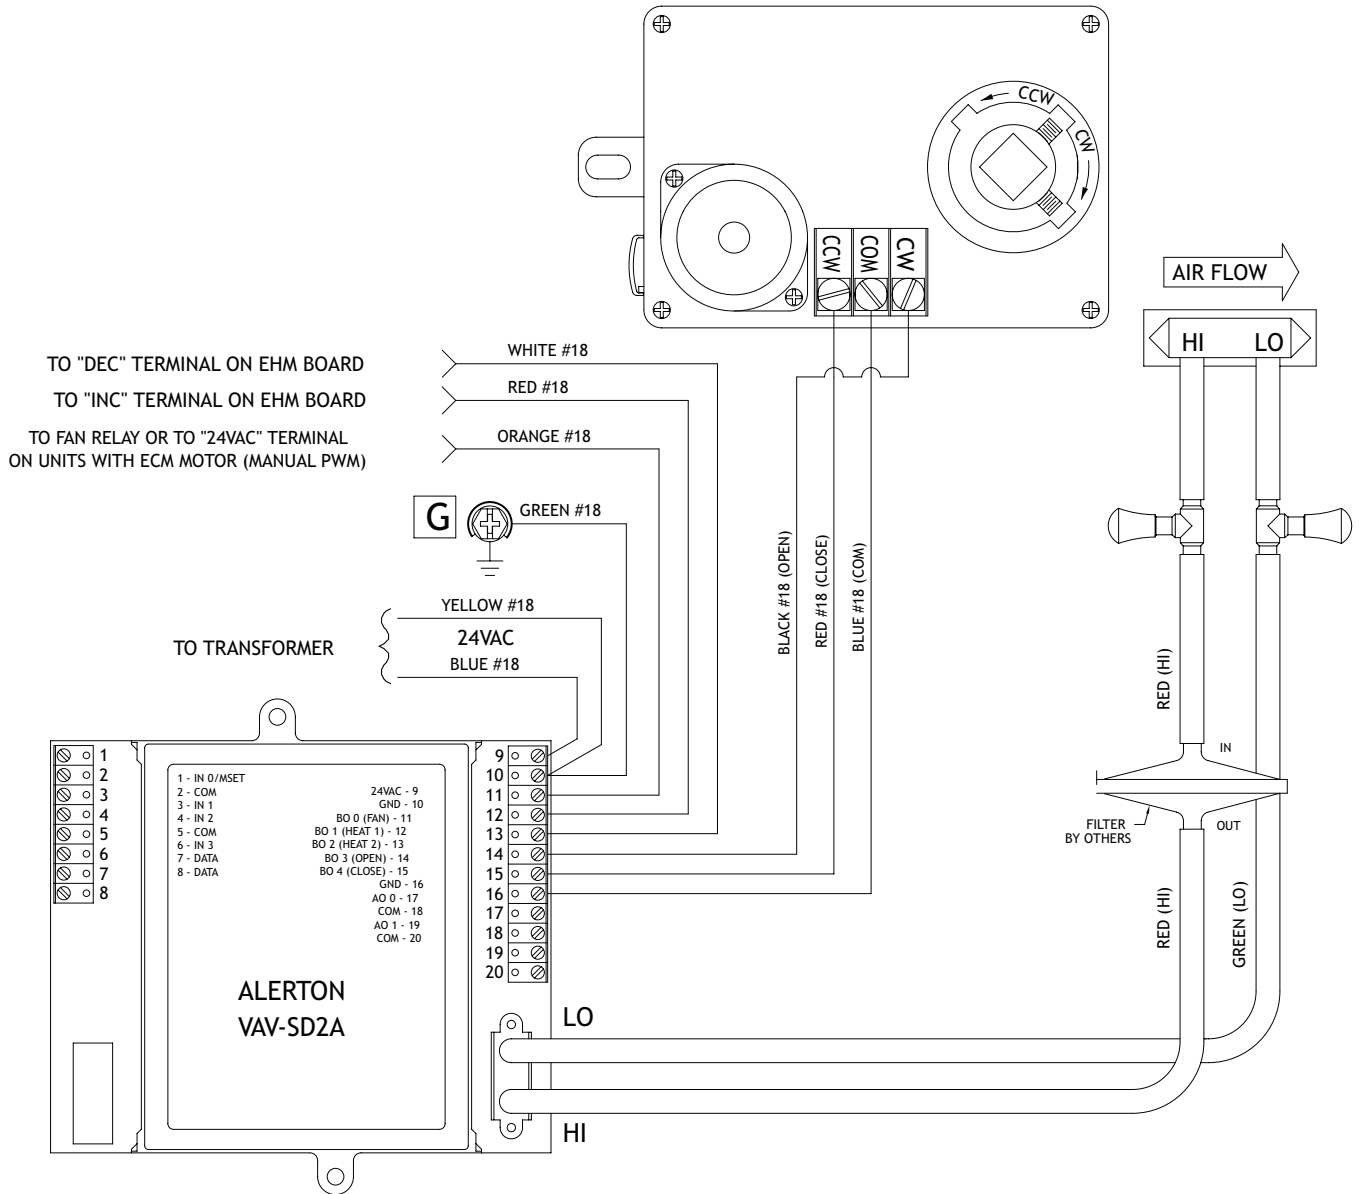 CCW
CW
CCW
COM
CW
AIR FLOW
HI
LO
TO "DEC" TERMINAL ON EHM BOARD
WHITE #18
TO "INC" TERMINAL ON EHM BOARD
RED #18
TO FAN RELAY OR TO "24VAC" TERMINAL
ON UNITS WITH ECM MOTOR (MANUAL PWM)
ORANGE #18
G
GREEN #18
YELLOW #18
TO TRANSFORMER
24VAC
BLUE #18
BLACK #18 (OPEN)
RED #18 (CLOSE)
BLUE #18 (COM)
RED (HI)
IN
FILTER
BY OTHERS
OUT
RED (HI)
GREEN (LO)
1
2
3
4
5
6
7
8
1 - IN 0/MSET
2 - COM
3 - IN 1
4 - IN 2
5 - COM
6 - IN 3
7 - DATA
8 - DATA
24VAC - 9
GND - 10
BO 0 (FAN) - 11
BO 1 (HEAT 1) - 12
BO 2 (HEAT 2) - 13
BO 3 (OPEN) - 14
BO 4 (CLOSE) - 15
GND - 16
AO 0 - 17
COM - 18
AO 1 - 19
COM - 20
9
10
11
12
13
14
15
16
17
18
19
20
ALERTON
VAV-SD2A
LO
HI